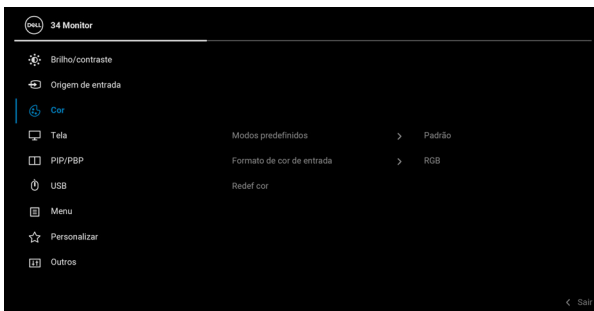 DELL 34 Monitor
Brilho/contraste
Origem de entrada
Cor
Tela
Modos predefinidos Padrão
PIP/PBP
Formato de cor de entrada RGB
USB
Redef cor
Menu
Personalizar
Outros
Sair